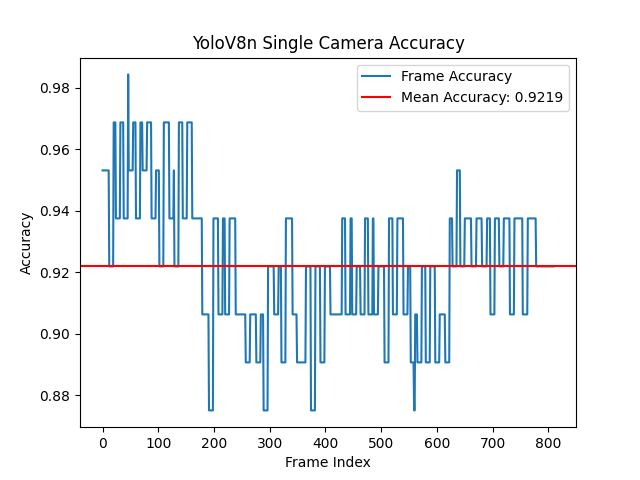 YoloV8n Single Camera Accuracy
Frame Accuracy
Mean Accuracy: 0.9219
0.98
0.96
0.94
0.92
0.90
0.88
Accuracy
0 100 200 300 400 500 600 700 800
Frame Index